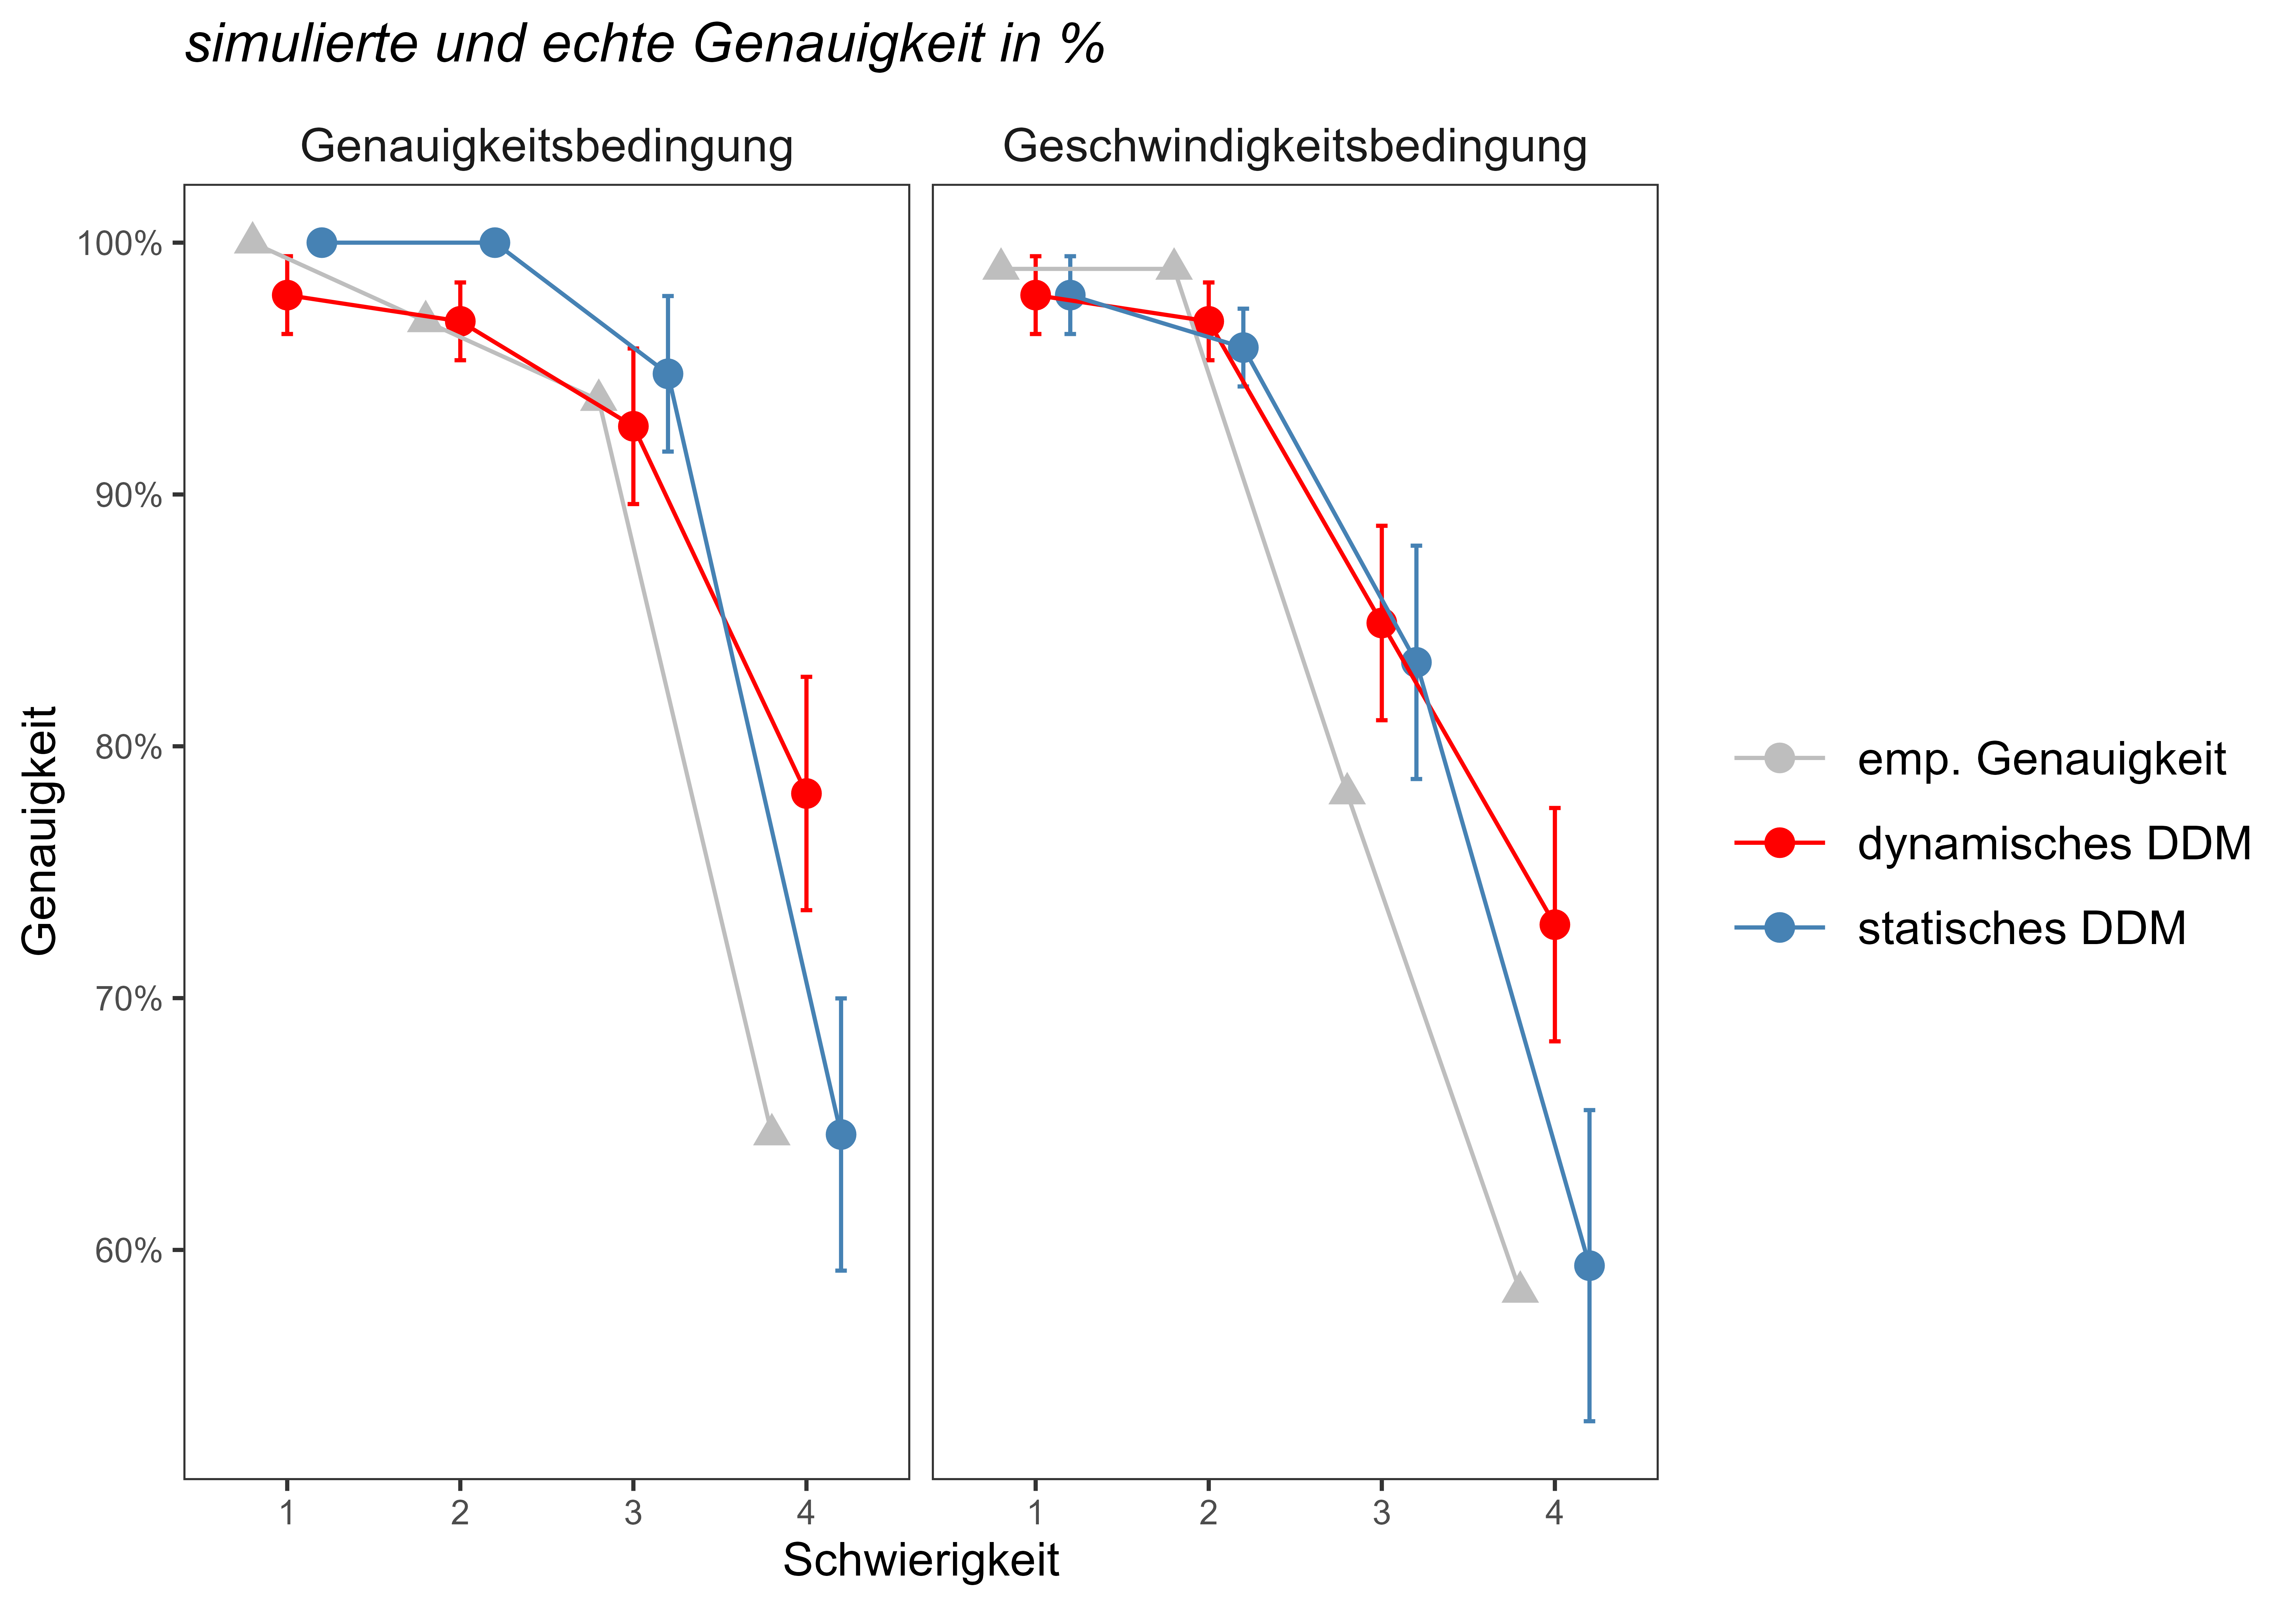 simulierte und echte Genauigkeit in %
Genauigkeitsbedingung
Geschwindigkeitsbedingung
100%
90%
80%
70%
60%
Genauigkeit
1 2 3 4
1 2 3 4
Schwierigkeit
emp. Genauigkeit
dynamisches DDM
statisches DDM